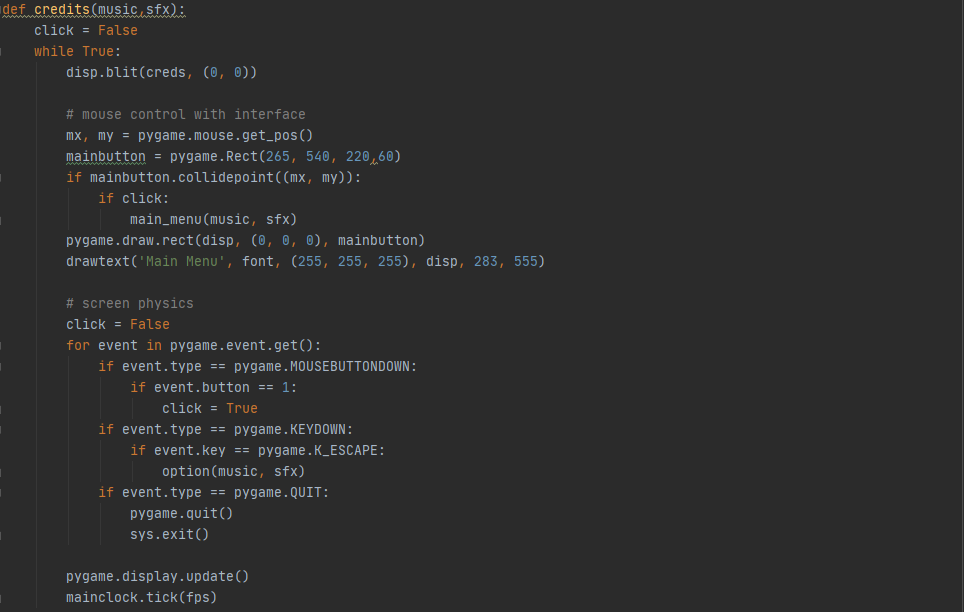 def credits(music,sfx):
    click = False
    while True:
        disp.blit(creds, (0, 0))

        # mouse control with interface
        mx, my = pygame.mouse.get_pos()
        mainbutton = pygame.Rect(265, 540, 220,60)
        if mainbutton.collidepoint((mx, my)):
            if click:
                main_menu(music, sfx)
        pygame.draw.rect(disp, (0, 0, 0), mainbutton)
        drawtext('Main Menu', font, (255, 255, 255), disp, 283, 555)

        # screen physics
        click = False
        for event in pygame.event.get():
            if event.type == pygame.MOUSEBUTTONDOWN:
                if event.button == 1:
                    click = True
            if event.type == pygame.KEYDOWN:
                if event.key == pygame.K_ESCAPE:
                    option(music, sfx)
            if event.type == pygame.QUIT:
                pygame.quit()
                sys.exit()

        pygame.display.update()
        mainclock.tick(fps)